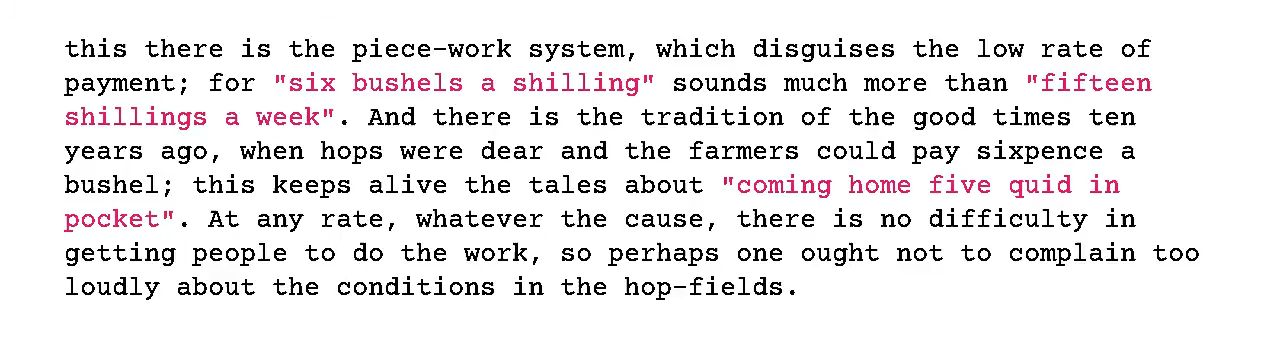 this there is the piece-work system, which disguises the low rate of
payment; for "six bushels a shilling" sounds much more than "fifteen
shillings a week". And there is the tradition of the good times ten
years ago, when hops were dear and the farmers could pay sixpence a
bushel; this keeps alive the tales about "coming home five quid in
pocket". At any rate, whatever the cause, there is no difficulty in
getting people to do the work, so perhaps one ought not to complain too
loudly about the conditions in the hop-fields.